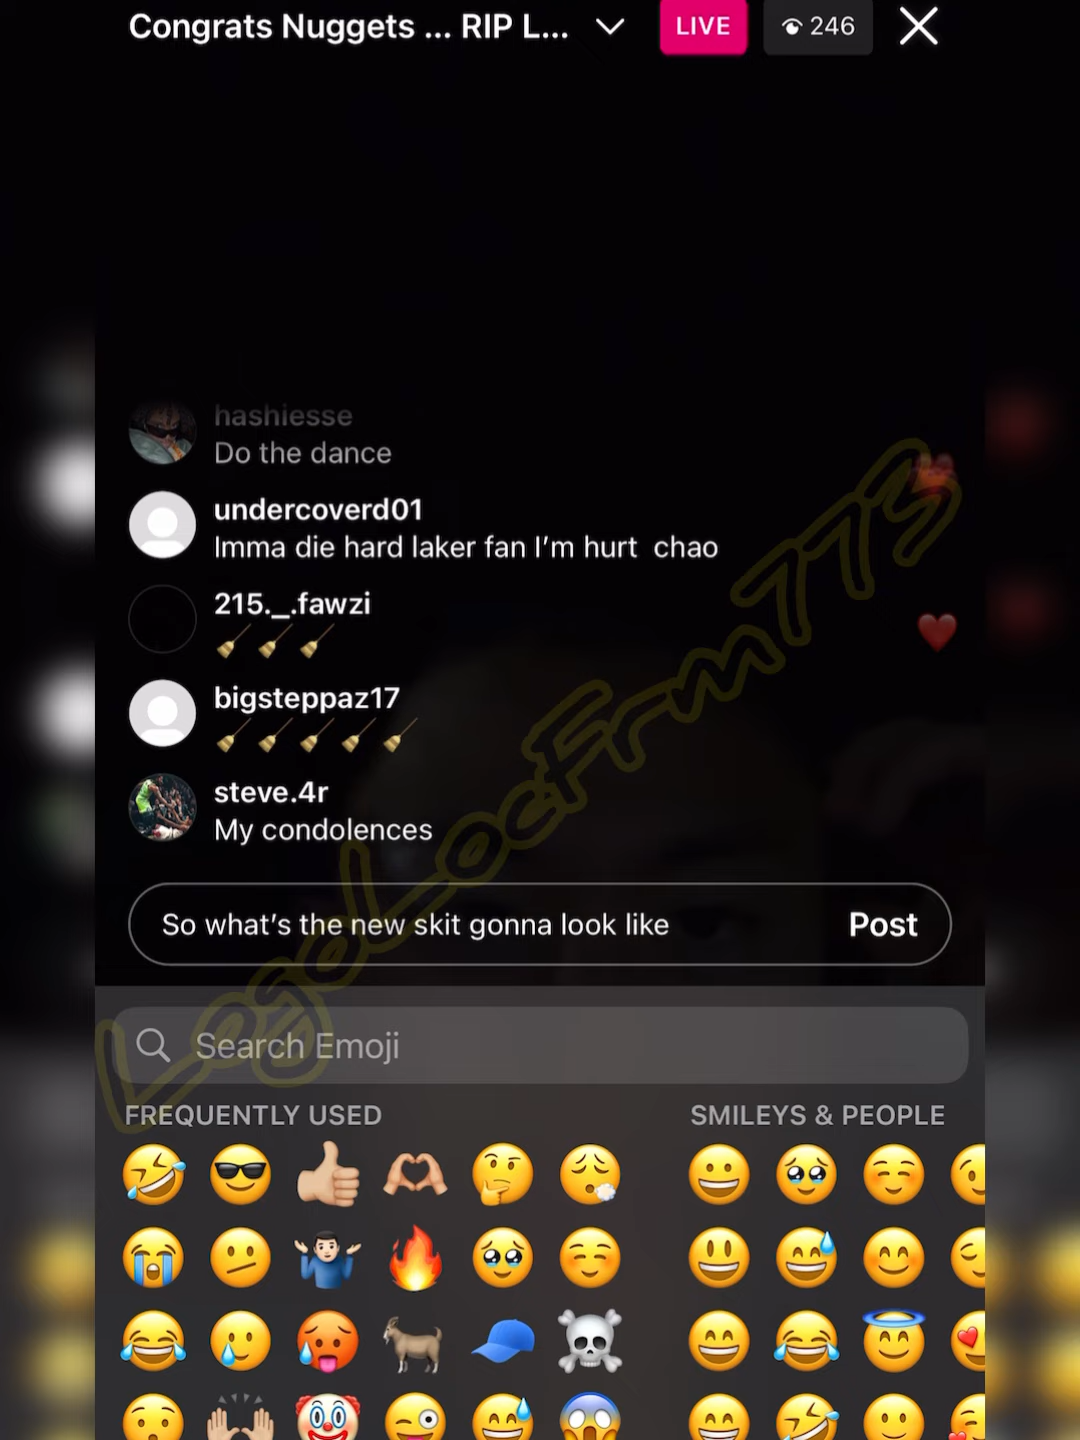 Congrats Nuggets ... RIP L...
LIVE
246
hashiesse
Do the dance
undercoverd01
Imma die hard laker fan I’m hurt  chao
215._.fawzi
🧹🧹🧹
bigsteppaz17
🧹🧹🧹🧹🧹
steve.4r
My condolences
So what’s the new skit gonna look like
Post
LogoLocFrm773
Search Emoji
FREQUENTLY USED
SMILEYS & PEOPLE